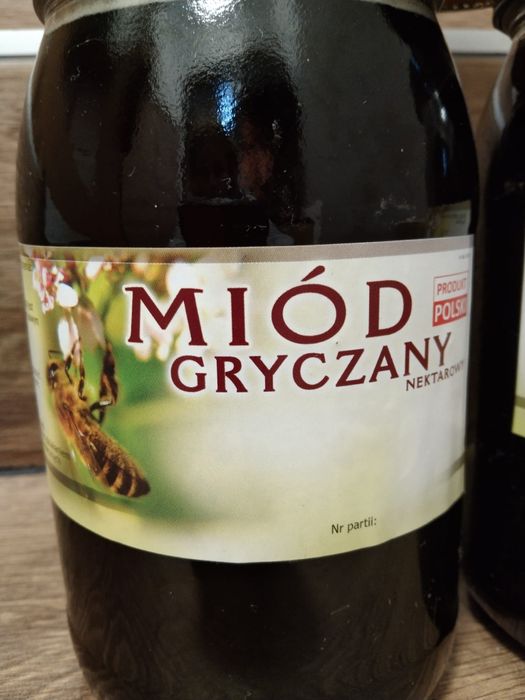 MIÓD
PRODUKT
POLSKI
GRYCZANY
NEKTAROWY
Nr partii: